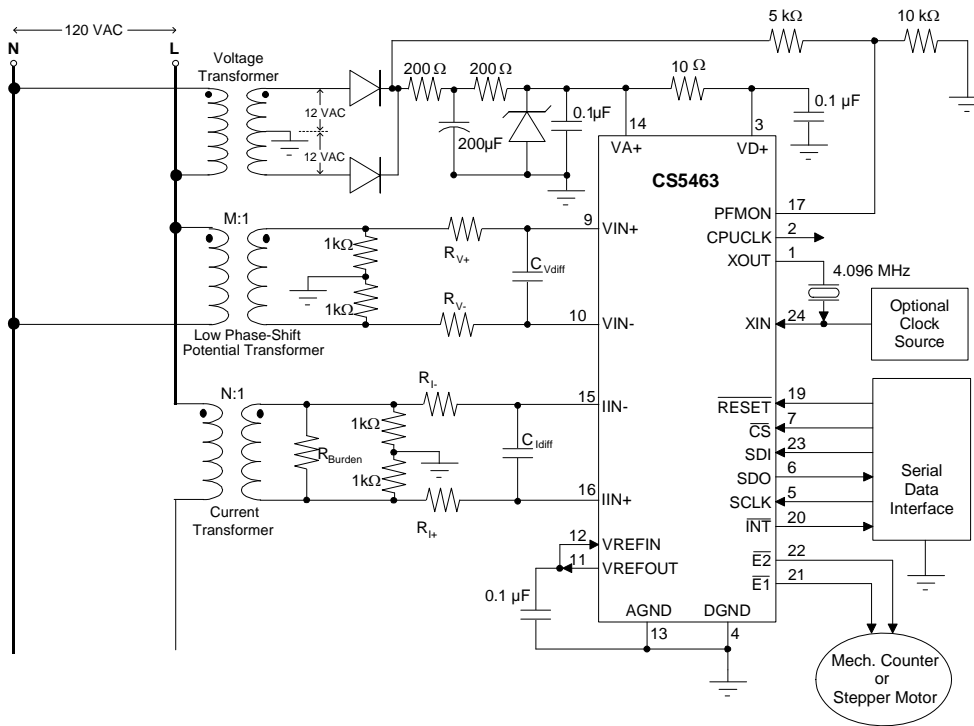 120 VAC
N
L
Voltage
Transformer
12 VAC
12 VAC
200 Ω
200 Ω
200µF
0.1µF
10 Ω
5 kΩ
10 kΩ
0.1 µF
14
3
VA+
VD+
CS5463
M:1
1kΩ
1kΩ
Low Phase-Shift
Potential Transformer
RV+
RV-
CVdiff
9
VIN+
10
VIN-
17
PFMON
2
CPUCLK
1
XOUT
4.096 MHz
24
XIN
Optional
Clock
Source
N:1
Current
Transformer
RBurden
1kΩ
1kΩ
RI-
RI+
CIdiff
15
IIN-
16
IIN+
19
RESET
7
CS
23
SDI
6
SDO
5
SCLK
20
INT
Serial
Data
Interface
12
VREFIN
11
VREFOUT
0.1 µF
22
E2
21
E1
AGND
DGND
13
4
Mech. Counter
or
Stepper Motor